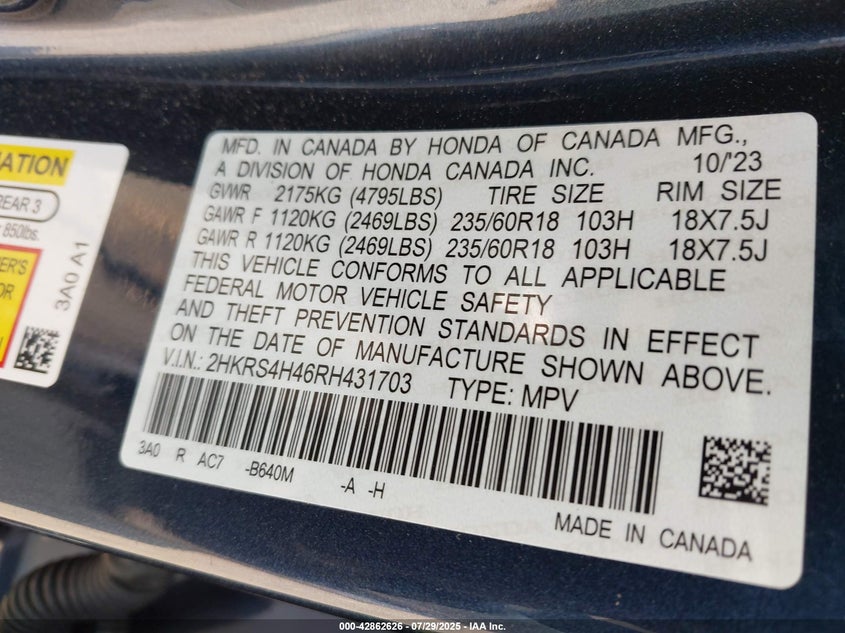 ATION
REAR 3
850lbs.
ER'S
OR
3A0 A1
MFD. IN CANADA BY HONDA OF CANADA MFG.,
A DIVISION OF HONDA CANADA INC. 10/'23
GVWR 2175KG (4795LBS) TIRE SIZE RIM SIZE
GAWR F 1120KG (2469LBS) 235/60R18 103H 18X7.5J
GAWR R 1120KG (2469LBS) 235/60R18 103H 18X7.5J
THIS VEHICLE CONFORMS TO ALL APPLICABLE
FEDERAL MOTOR VEHICLE SAFETY
AND THEFT PREVENTION STANDARDS IN EFFECT
ON THE DATE OF MANUFACTURE SHOWN ABOVE.
V.I.N.: 2HKRS4H46RH431703 TYPE: MPV
3A0 R AC7 -B640M -A -H
MADE IN CANADA
000-42862626 - 07/29/2025 - IAA Inc.